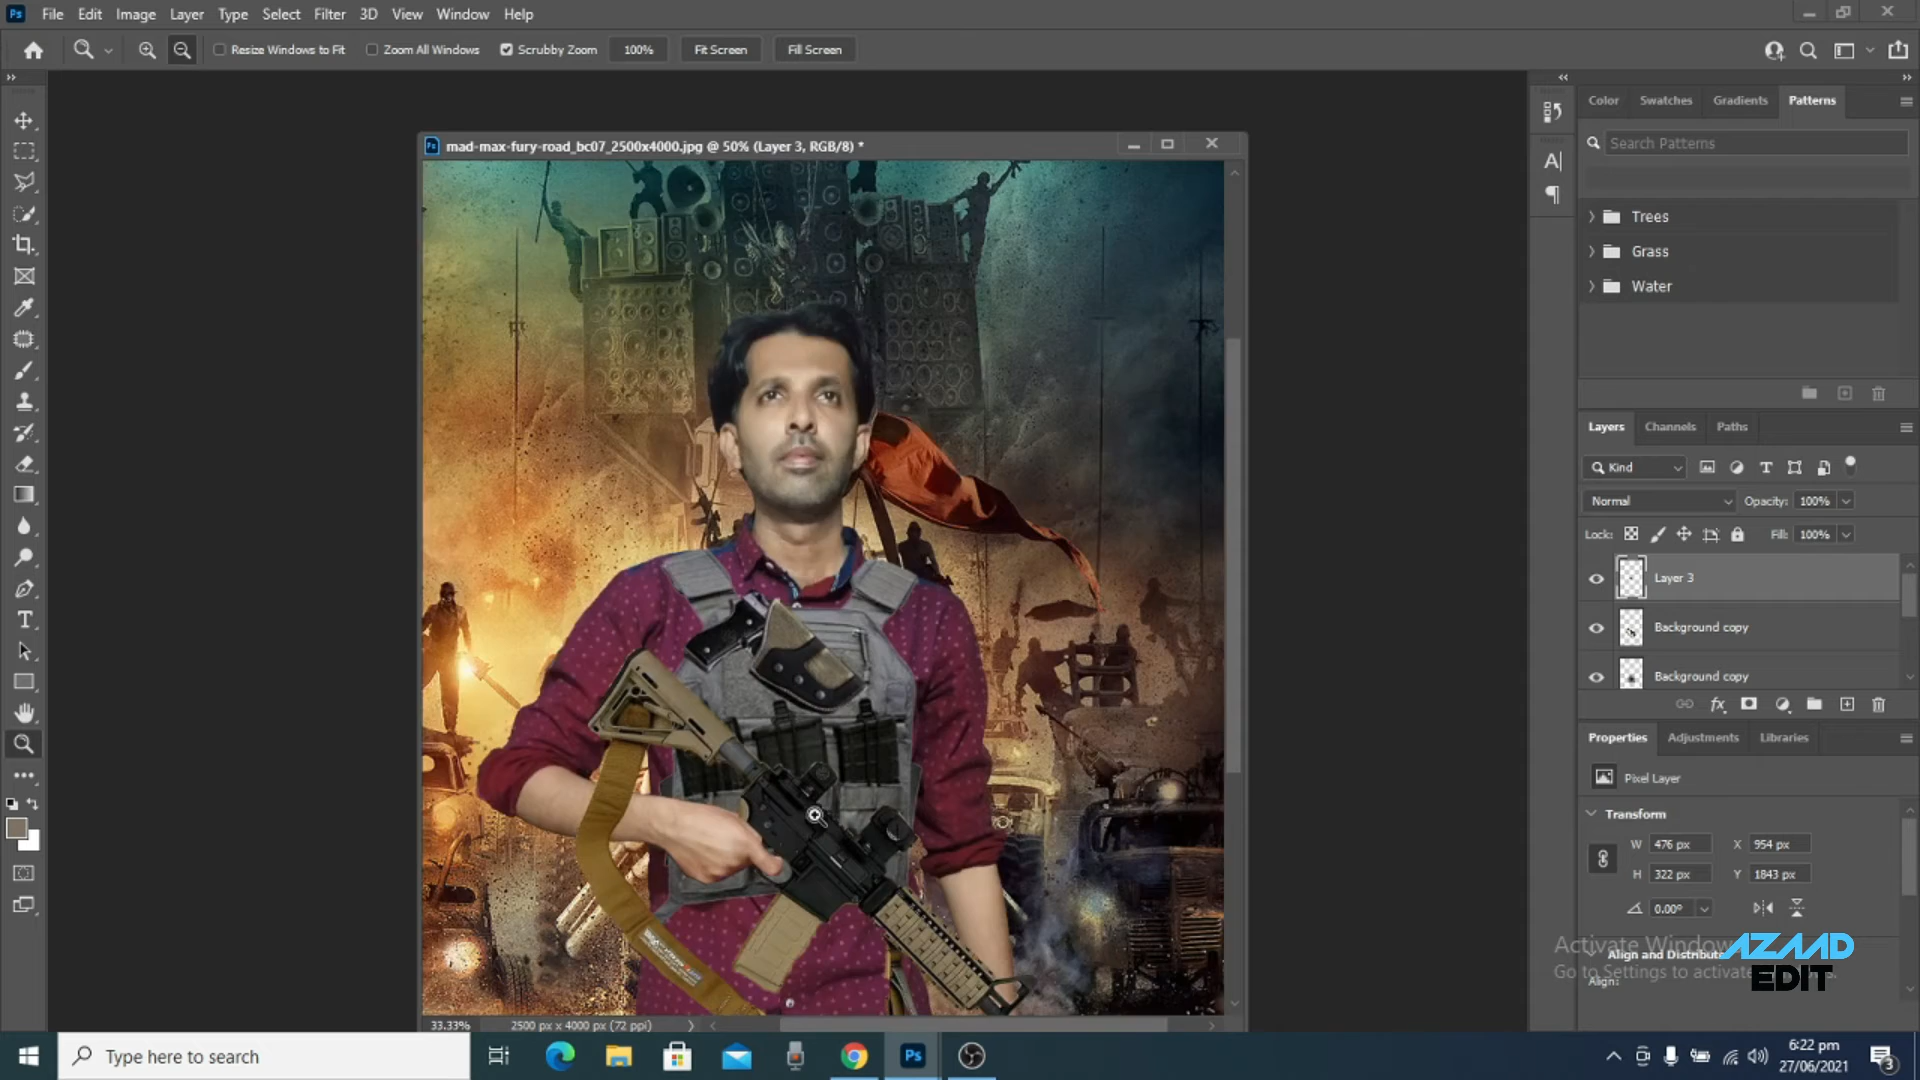 Ps File Edit Image Layer Type Select Filter 3D View Window Help
Resize Windows to Fit Zoom All Windows Scrubby Zoom 100% Fit Screen Fill Screen
Color Swatches Gradients Patterns
Ps mad-max-fury-road_bc07_2500x4000.jpg @ 50% (Layer 3, RGB/8) *
Search Patterns
Trees
Grass
Water
Layers Channels Paths
Kind
Normal Opacity: 100%
Lock: Fill: 100%
Layer 3
Background copy
Background copy
fx
Properties Adjustments Libraries
Pixel Layer
Transform
W 476 px X 954 px
H 322 px Y 1843 px
0.00°
Activate Windows
AZAAD
EDIT
Align and Distribute
Go to Settings to activate
Align:
33.33% 2500 px x 4000 px (72 ppi)
Type here to search
Ps
6:22 pm
27/06/2021
3